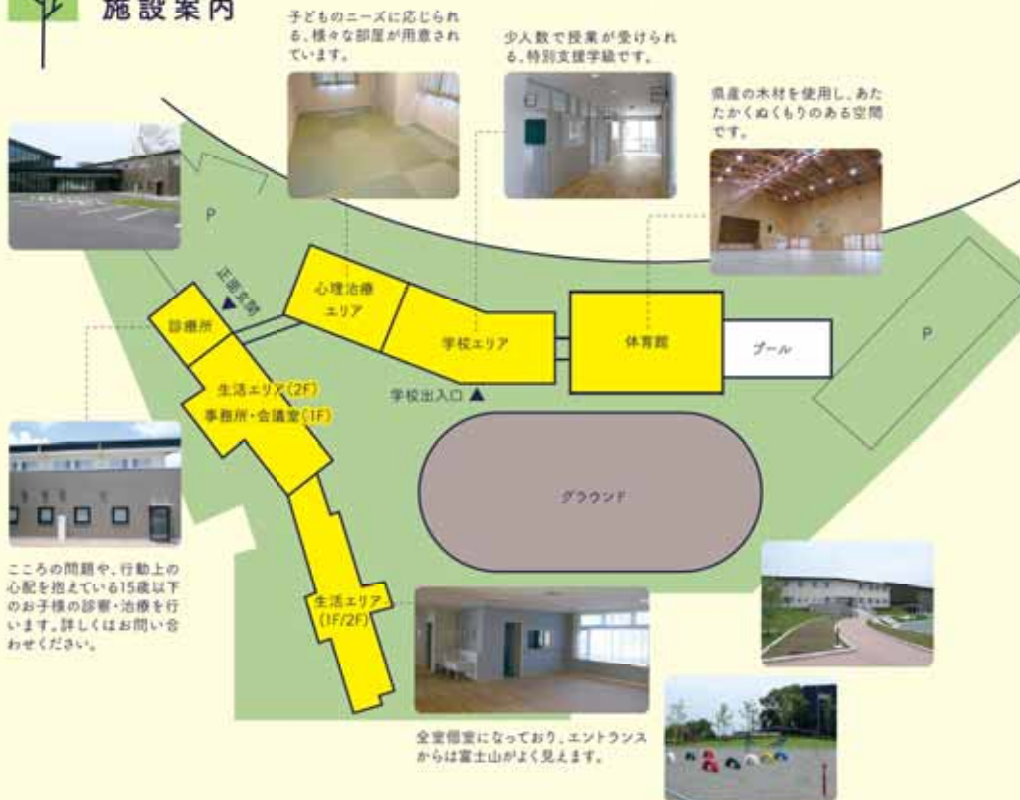 施設案内
子どものニーズに応じられ
る、様々な部屋が用意され
ています。
少人数で授業が受けられ
る、特別支援学級です。
県産の木材を使用し、あた
たかくぬくもりのある空間
です。
P
正面玄関
診療所
心理治療
エリア
学校エリア
体育館
プール
P
学校出入口
生活エリア(2F)
事務所・会議室(1F)
グラウンド
こころの問題や、行動上の
心配を抱えている15歳以下
のお子様の診察・治療を行
います。詳しくはお問い合
わせください。
生活エリア
(1F/2F)
全室個室になっており、エントランス
からは富士山がよく見えます。